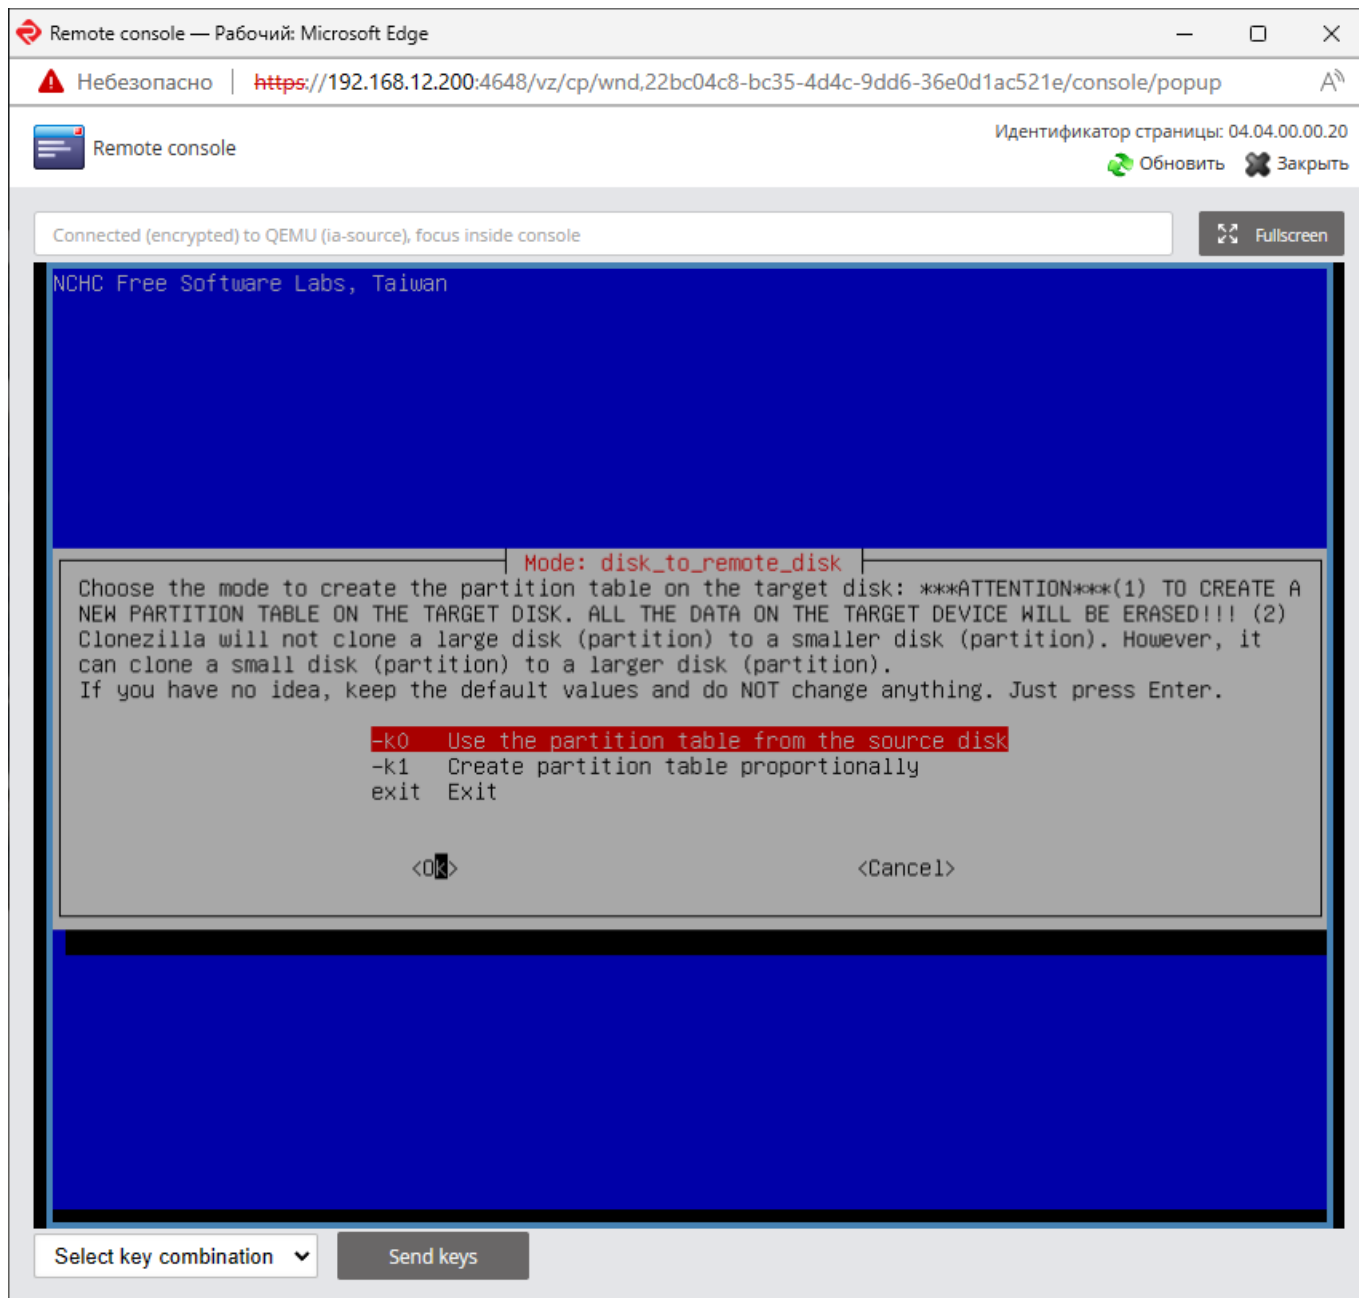 Remote console — Рабочий: Microsoft Edge
Небезопасно | https://192.168.12.200:4648/vz/cp/wnd,22bc04c8-bc35-4d4c-9dd6-36e0d1ac521e/console/popup
Идентификатор страницы: 04.04.00.00.20
Remote console
Обновить Закрыть
Connected (encrypted) to QEMU (ia-source), focus inside console
Fullscreen
NCHC Free Software Labs, Taiwan
Mode: disk_to_remote_disk
Choose the mode to create the partition table on the target disk: ***ATTENTION***(1) TO CREATE A
NEW PARTITION TABLE ON THE TARGET DISK. ALL THE DATA ON THE TARGET DEVICE WILL BE ERASED!!! (2)
Clonezilla will not clone a large disk (partition) to a smaller disk (partition). However, it
can clone a small disk (partition) to a larger disk (partition).
If you have no idea, keep the default values and do NOT change anything. Just press Enter.
-k0 Use the partition table from the source disk
-k1 Create partition table proportionally
exit Exit
<Ok> <Cancel>
Select key combination
Send keys